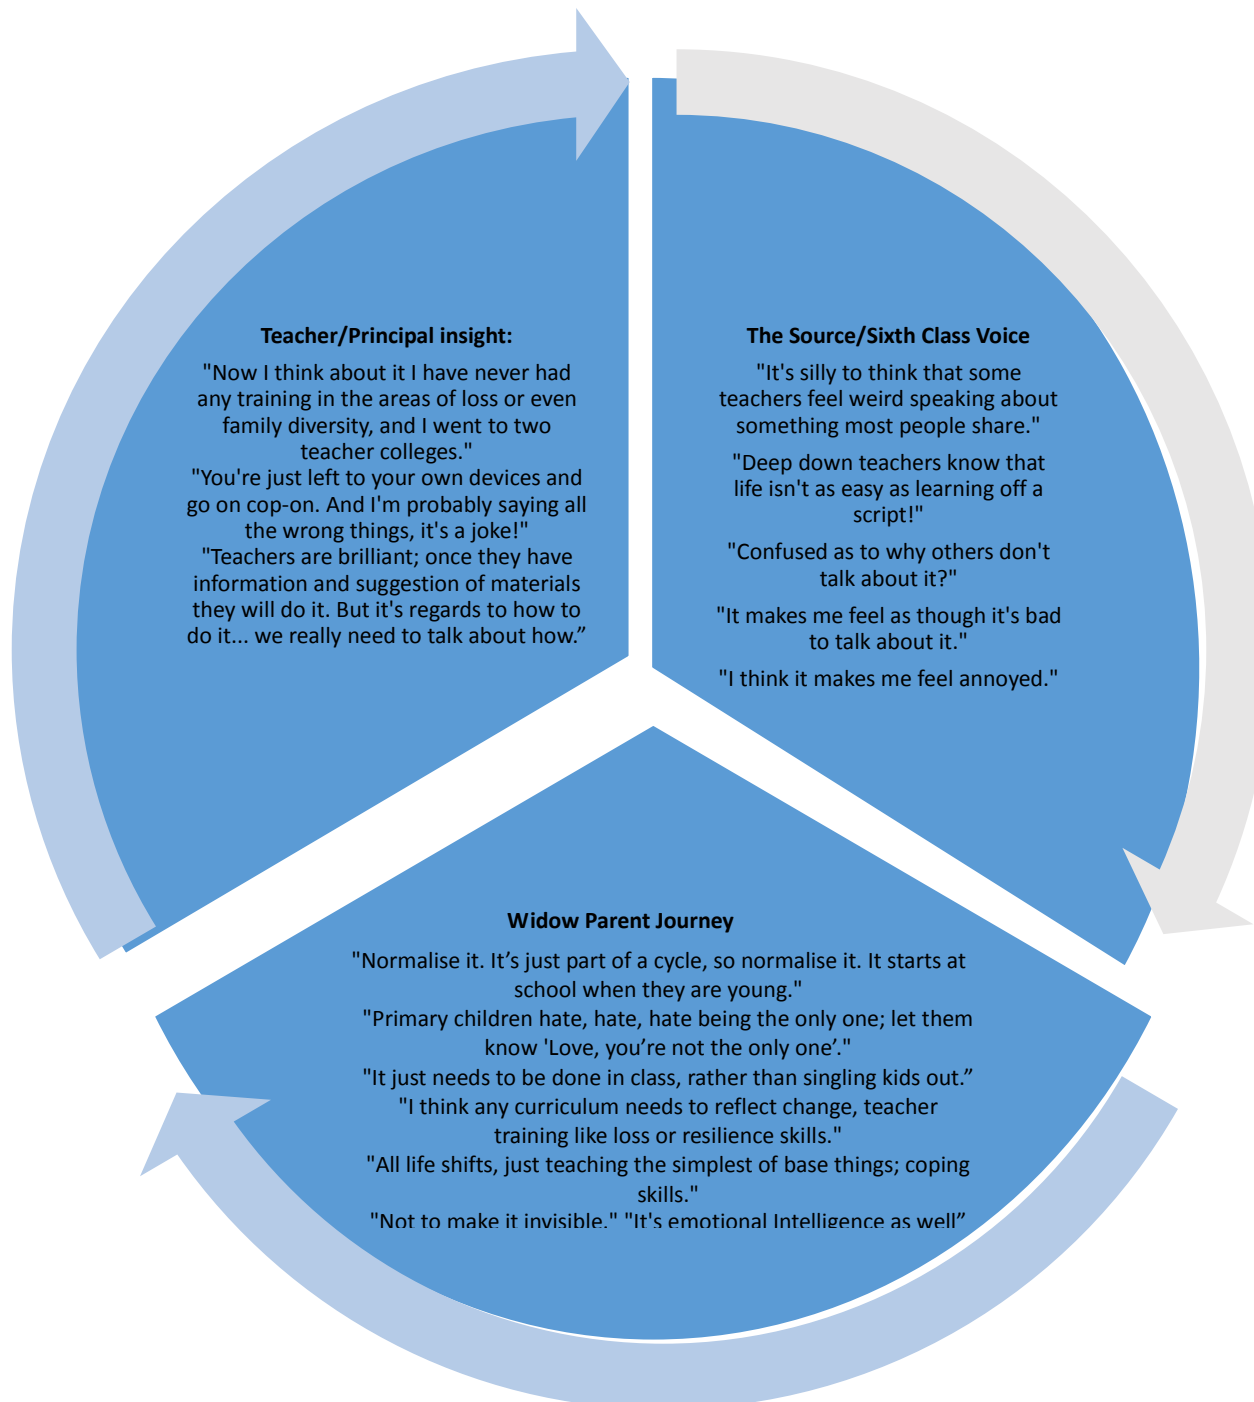 Teacher/Principal insight:
"Now I think about it I have never had
any training in the areas of loss or even
family diversity, and I went to two
teacher colleges."
"You're just left to your own devices and
go on cop-on. And I'm probably saying all
the wrong things, it's a joke!"
"Teachers are brilliant; once they have
information and suggestion of materials
they will do it. But it's regards to how to
do it... we really need to talk about how.”
The Source/Sixth Class Voice
"It's silly to think that some
teachers feel weird speaking about
something most people share."
"Deep down teachers know that
life isn't as easy as learning off a
script!"
"Confused as to why others don't
talk about it?"
"It makes me feel as though it's bad
to talk about it."
"I think it makes me feel annoyed."
Widow Parent Journey
"Normalise it. It’s just part of a cycle, so normalise it. It starts at
school when they are young."
"Primary children hate, hate, hate being the only one; let them
know 'Love, you’re not the only one’."
"It just needs to be done in class, rather than singling kids out.”
"I think any curriculum needs to reflect change, teacher
training like loss or resilience skills."
"All life shifts, just teaching the simplest of base things; coping
skills."
"Not to make it invisible." "It's emotional Intelligence as well”